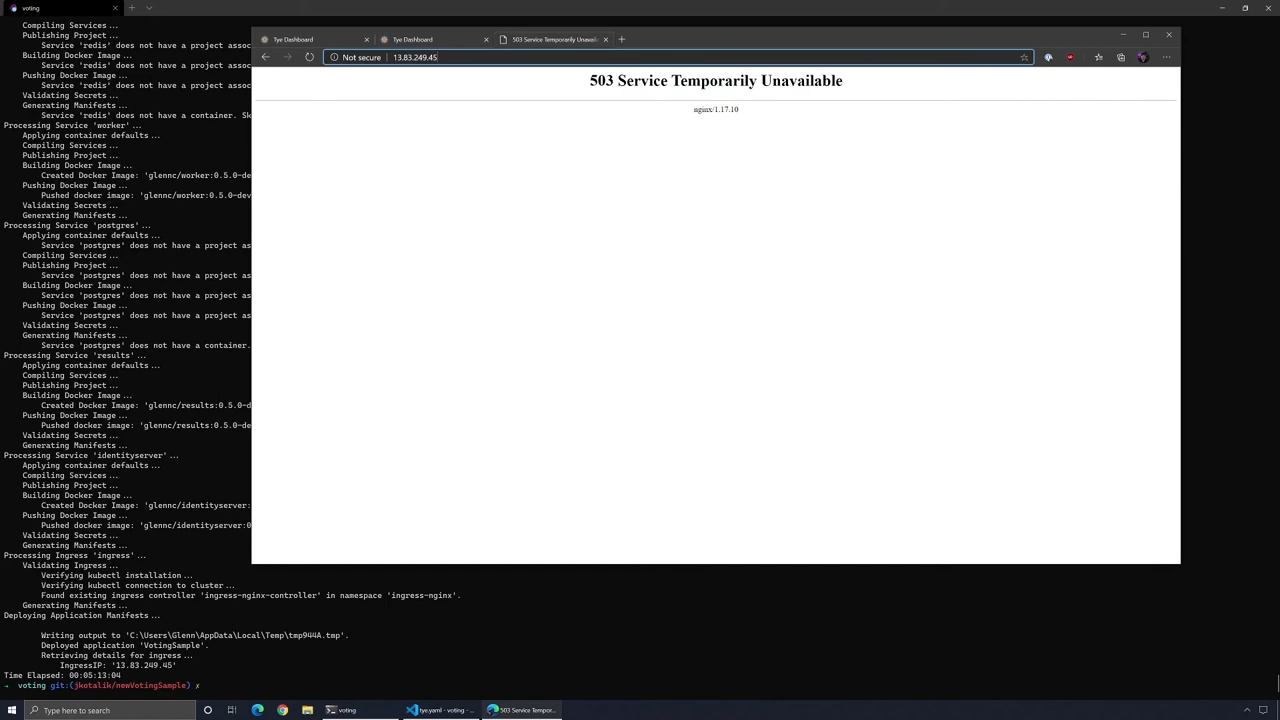 voting
Compiling Services...
Publishing Project...
Service 'redis' does not have a project assoc
Building Docker Image...
Service 'redis' does not have a project assoc
Pushing Docker Image...
Service 'redis' does not have a project assoc
Validating Secrets...
Generating Manifests...
Service 'redis' does not have a container. Sk
Processing Service 'worker'...
Applying container defaults...
Compiling Services...
Publishing Project...
Building Docker Image...
Created Docker Image: 'glennc/worker:0.5.0-de
Pushing Docker Image...
Pushed docker image: 'glennc/worker:0.5.0-dev
Validating Secrets...
Generating Manifests...
Processing Service 'postgres'...
Applying container defaults...
Service 'postgres' does not have a project as
Compiling Services...
Publishing Project...
Service 'postgres' does not have a project as
Building Docker Image...
Service 'postgres' does not have a project as
Pushing Docker Image...
Service 'postgres' does not have a project as
Validating Secrets...
Generating Manifests...
Service 'postgres' does not have a container.
Processing Service 'results'...
Applying container defaults...
Compiling Services...
Publishing Project...
Building Docker Image...
Created Docker Image: 'glennc/results:0.5.0-d
Pushing Docker Image...
Pushed docker image: 'glennc/results:0.5.0-de
Validating Secrets...
Generating Manifests...
Processing Service 'identityserver'...
Applying container defaults...
Compiling Services...
Publishing Project...
Building Docker Image...
Created Docker Image: 'glennc/identityserver:
Pushing Docker Image...
Pushed docker image: 'glennc/identityserver:0
Validating Secrets...
Generating Manifests...
Processing Ingress 'ingress'...
Validating Ingress...
Verifying kubectl installation...
Verifying kubectl connection to cluster...
Found existing ingress controller 'ingress-nginx-controller' in namespace 'ingress-nginx'.
Generating Manifests...
Deploying Application Manifests...
Writing output to 'C:\Users\Glenn\AppData\Local\Temp\tmp944A.tmp'.
Deployed application 'VotingSample'.
Retrieving details for ingress...
IngressIP: '13.83.249.45'
Time Elapsed: 00:05:13:04
→ voting git:(jkotalik/newVotingSample) ✗
Tye Dashboard
Tye Dashboard
503 Service Temporarily Unavail
Not secure | 13.83.249.45
503 Service Temporarily Unavailable
nginx/1.17.10
Type here to search
voting
tye.yaml - voting - ...
503 Service Tempor...